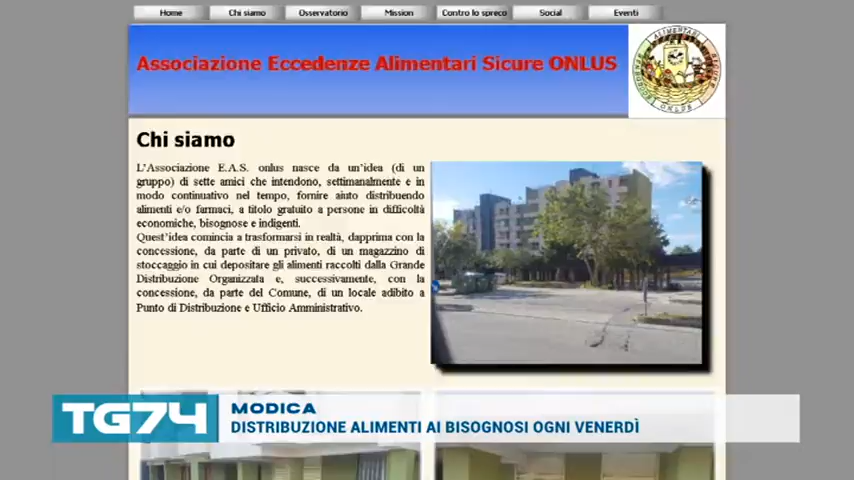 Home Chi siamo Osservatorio Mission Contro lo spreco Social Eventi
Associazione Eccedenze Alimentari Sicure ONLUS
ALIMENTARI
SICURE
ONLUS
Chi siamo
L'Associazione E.A.S. onlus nasce da un'idea (di un
gruppo) di sette amici che intendono, settimanalmente e in
modo continuativo nel tempo, fornire aiuto distribuendo
alimenti e/o farmaci, a titolo gratuito a persone in difficoltà
economiche, bisognose e indigenti.
Quest'idea comincia a trasformarsi in realtà, dapprima con la
concessione, da parte di un privato, di un magazzino di
stoccaggio in cui depositare gli alimenti raccolti dalla Grande
Distribuzione Organizzata e, successivamente, con la
concessione, da parte del Comune, di un locale adibito a
Punto di Distribuzione e Ufficio Amministrativo.
TG74
MODICA
DISTRIBUZIONE ALIMENTI AI BISOGNOSI OGNI VENERDÌ